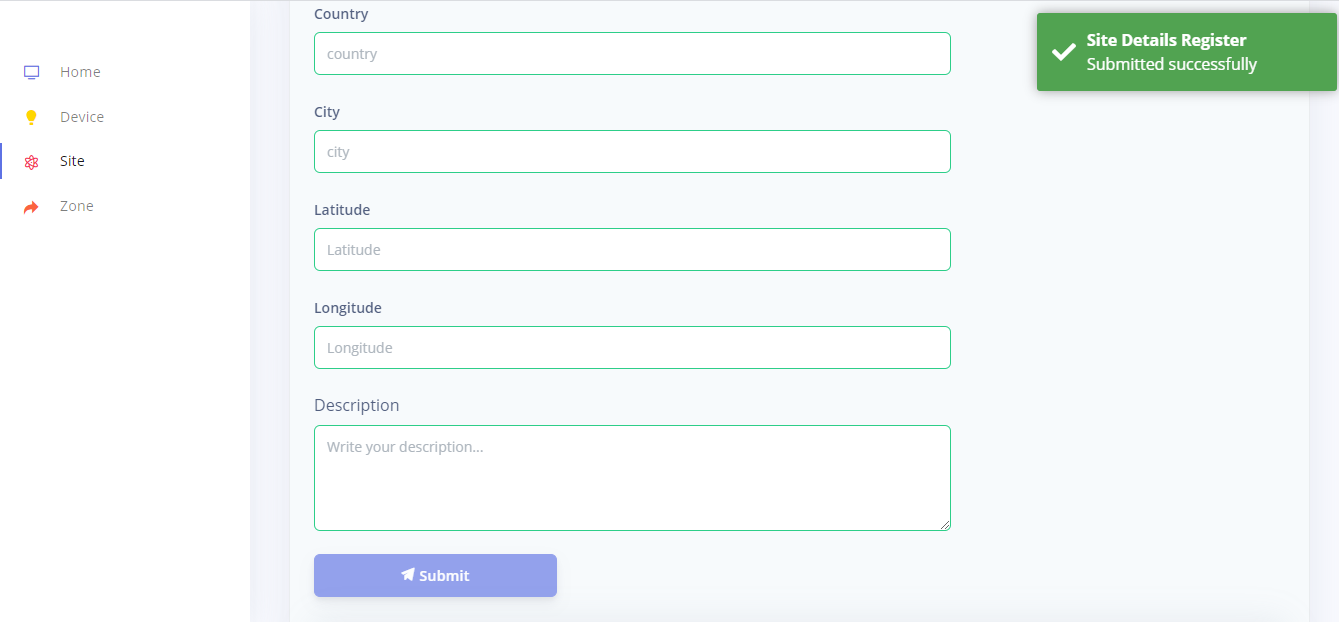 Home
Device
Site
Zone
Country
country
City
city
Latitude
Latitude
Longitude
Longitude
Description
Write your description...
Submit
Site Details Register
Submitted successfully